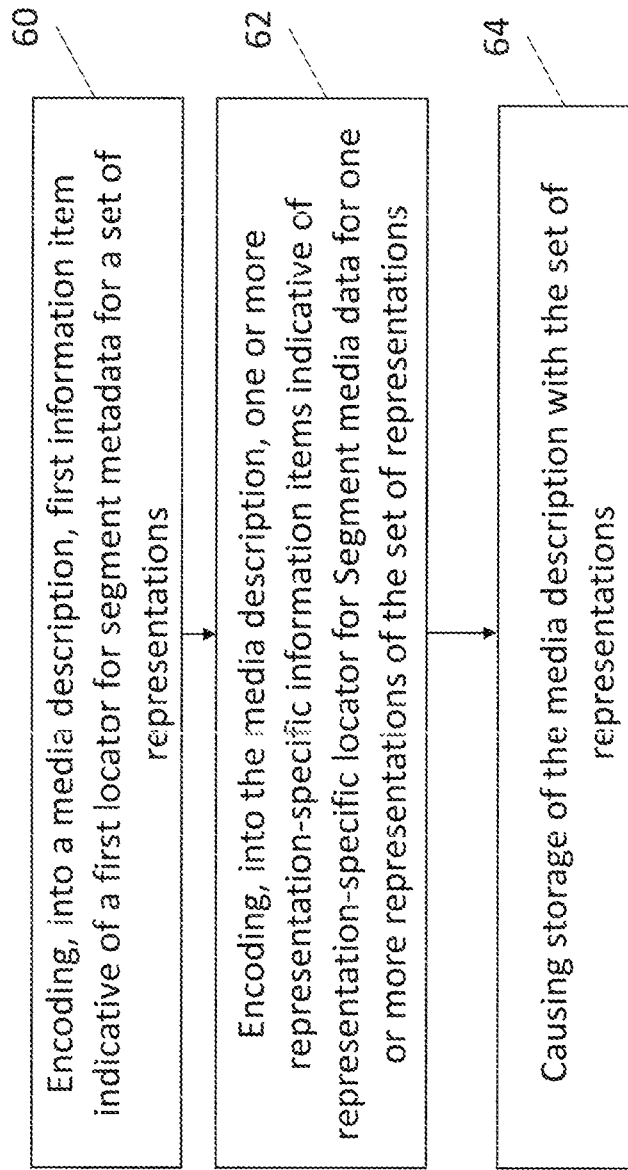 60
Encoding, into a media description, first information item
indicative of a first locator for segment metadata for a set of
representations
62
Encoding, into the media description, one or more
representation-specific information items indicative of
representation-specific locator for Segment media data for one
or more representations of the set of representations
64
Causing storage of the media description with the set of
representations